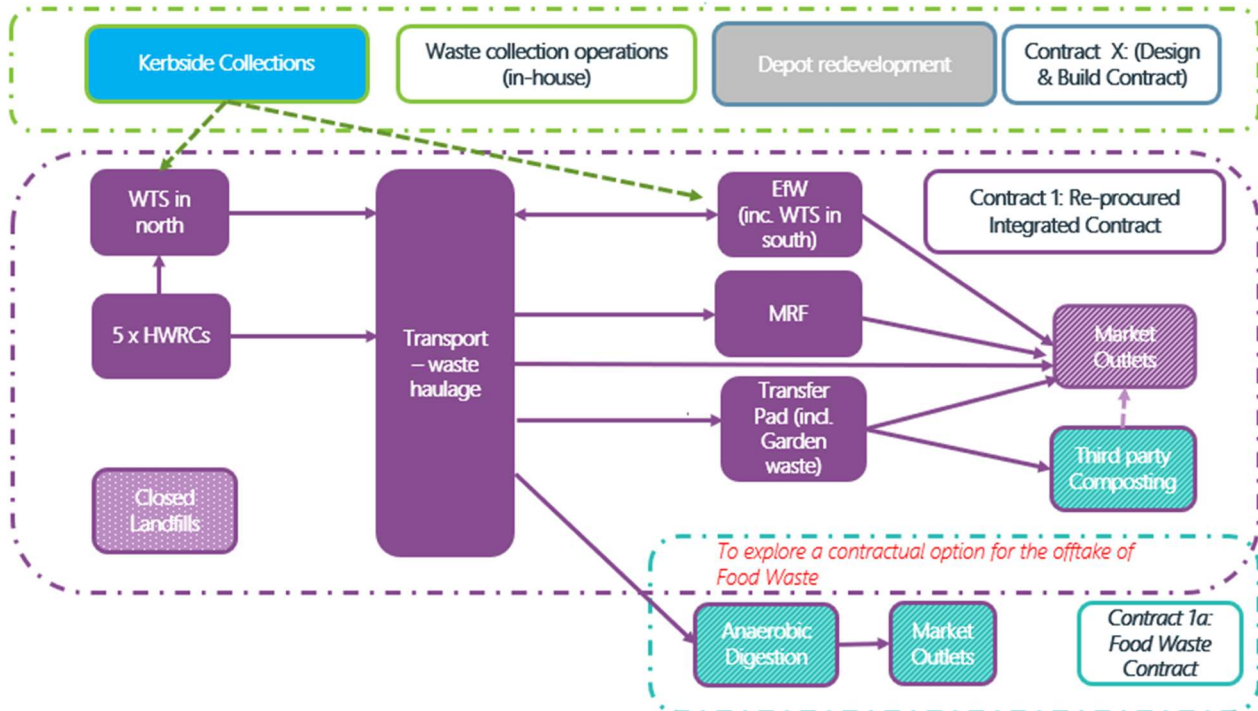 Kerbside Collections
Waste collection operations
(in-house)
Depot redevelopment
Contract X: (Design
& Build Contract)
WTS in
north
EfW
(inc. WTS in
south)
Contract 1: Re-procured
Integrated Contract
5 x HWRCs
Transport
– waste
haulage
MRF
Market
Outlets
Transfer
Pad (incl.
Garden
waste)
Third party
Composting
Closed
Landfills
To explore a contractual option for the offtake of
Food Waste
Anaerobic
Digestion
Market
Outlets
Contract 1a:
Food Waste
Contract